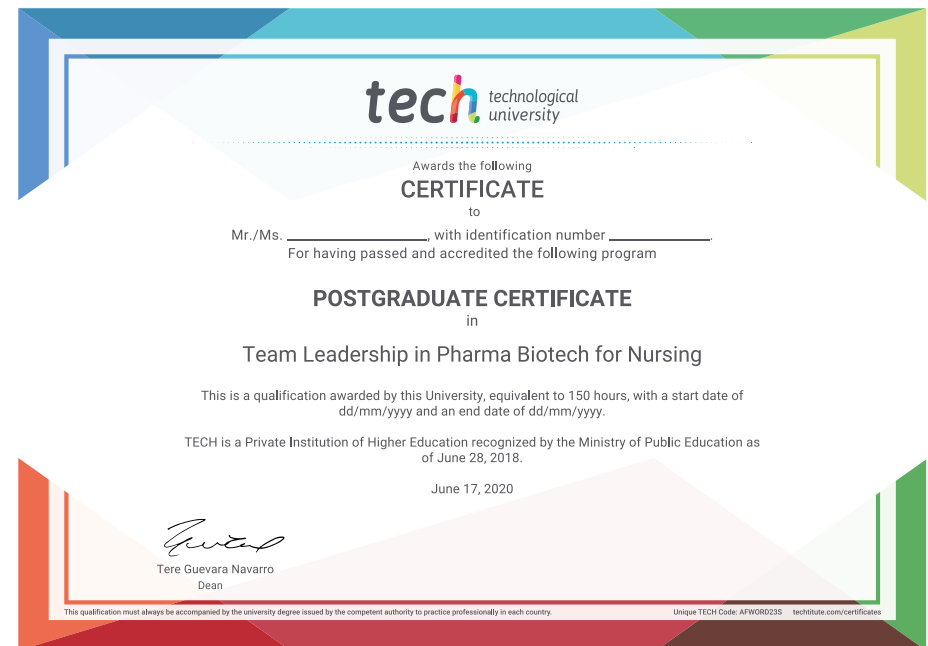 tech technological
university
Awards the following
CERTIFICATE
to
Mr./Ms. ____________________, with identification number ______________.
For having passed and accredited the following program
POSTGRADUATE CERTIFICATE
in
Team Leadership in Pharma Biotech for Nursing
This is a qualification awarded by this University, equivalent to 150 hours, with a start date of
dd/mm/yyyy and an end date of dd/mm/yyyy.
TECH is a Private Institution of Higher Education recognized by the Ministry of Public Education as
of June 28, 2018.
June 17, 2020
Tere Guevara Navarro
Dean
This qualification must always be accompanied by the university degree issued by the competent authority to practice professionally in each country.
Unique TECH Code: AFWORD23S techtitute.com/certificates